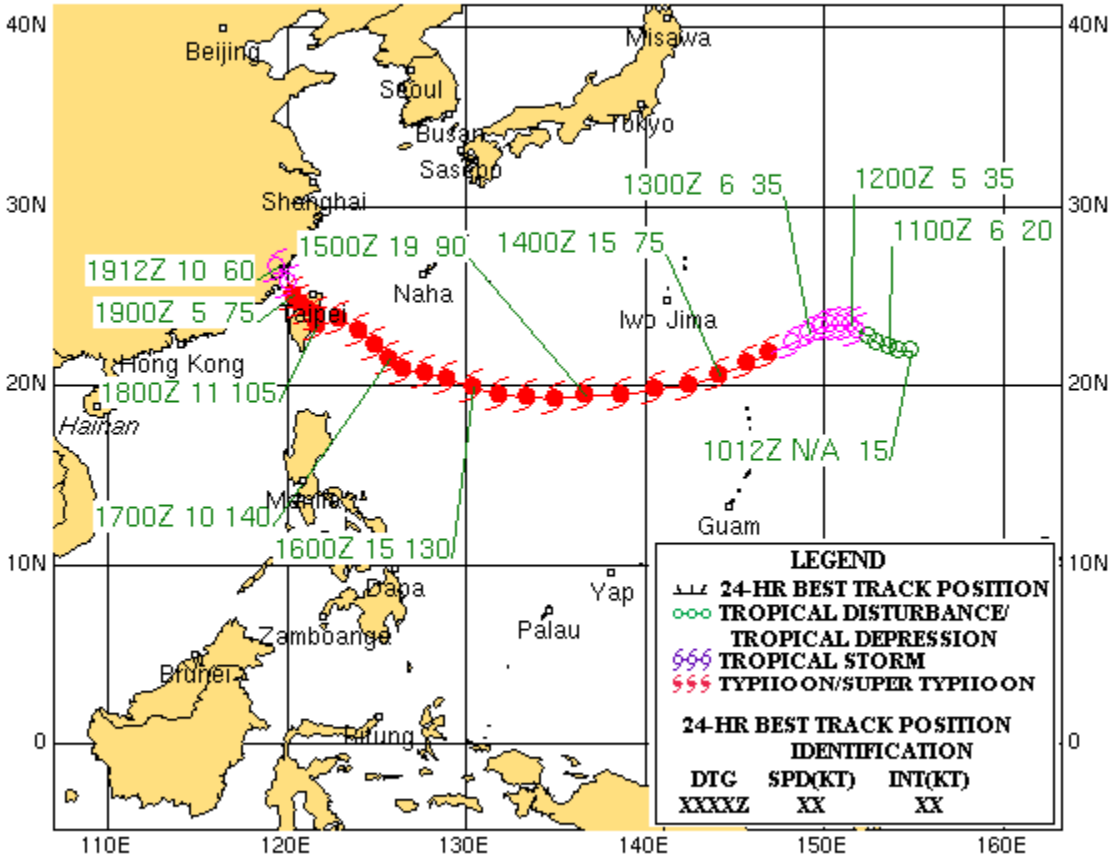 40N
40N
Beijing
Misawa
Seoul
Tokyo
Busan
Sasebo
1300Z 6 35
1200Z 5 35
30N
Shanghai
30N
1100Z 6 20
1500Z 19 90
1400Z 15 75
1912Z 10 60
Naha
1900Z 5 75
Taipei
Iwo Jima
Hong Kong
20N
1800Z 11 105
20N
Hainan
1012Z N/A 15
Manila
1700Z 10 140
Guam
1600Z 15 130
10N
10N
Dapa
Yap
Palau
Zamboanga
Brunei
0
Bitung
0
LEGEND
24-HR BEST TRACK POSITION
TROPICAL DISTURBANCE/
TROPICAL DEPRESSION
TROPICAL STORM
TYPHOON/SUPER TYPHOON
24-HR BEST TRACK POSITION
IDENTIFICATION
DTG SPD(KT) INT(KT)
XXXXZ XX XX
110E 120E 130E 140E 150E 160E